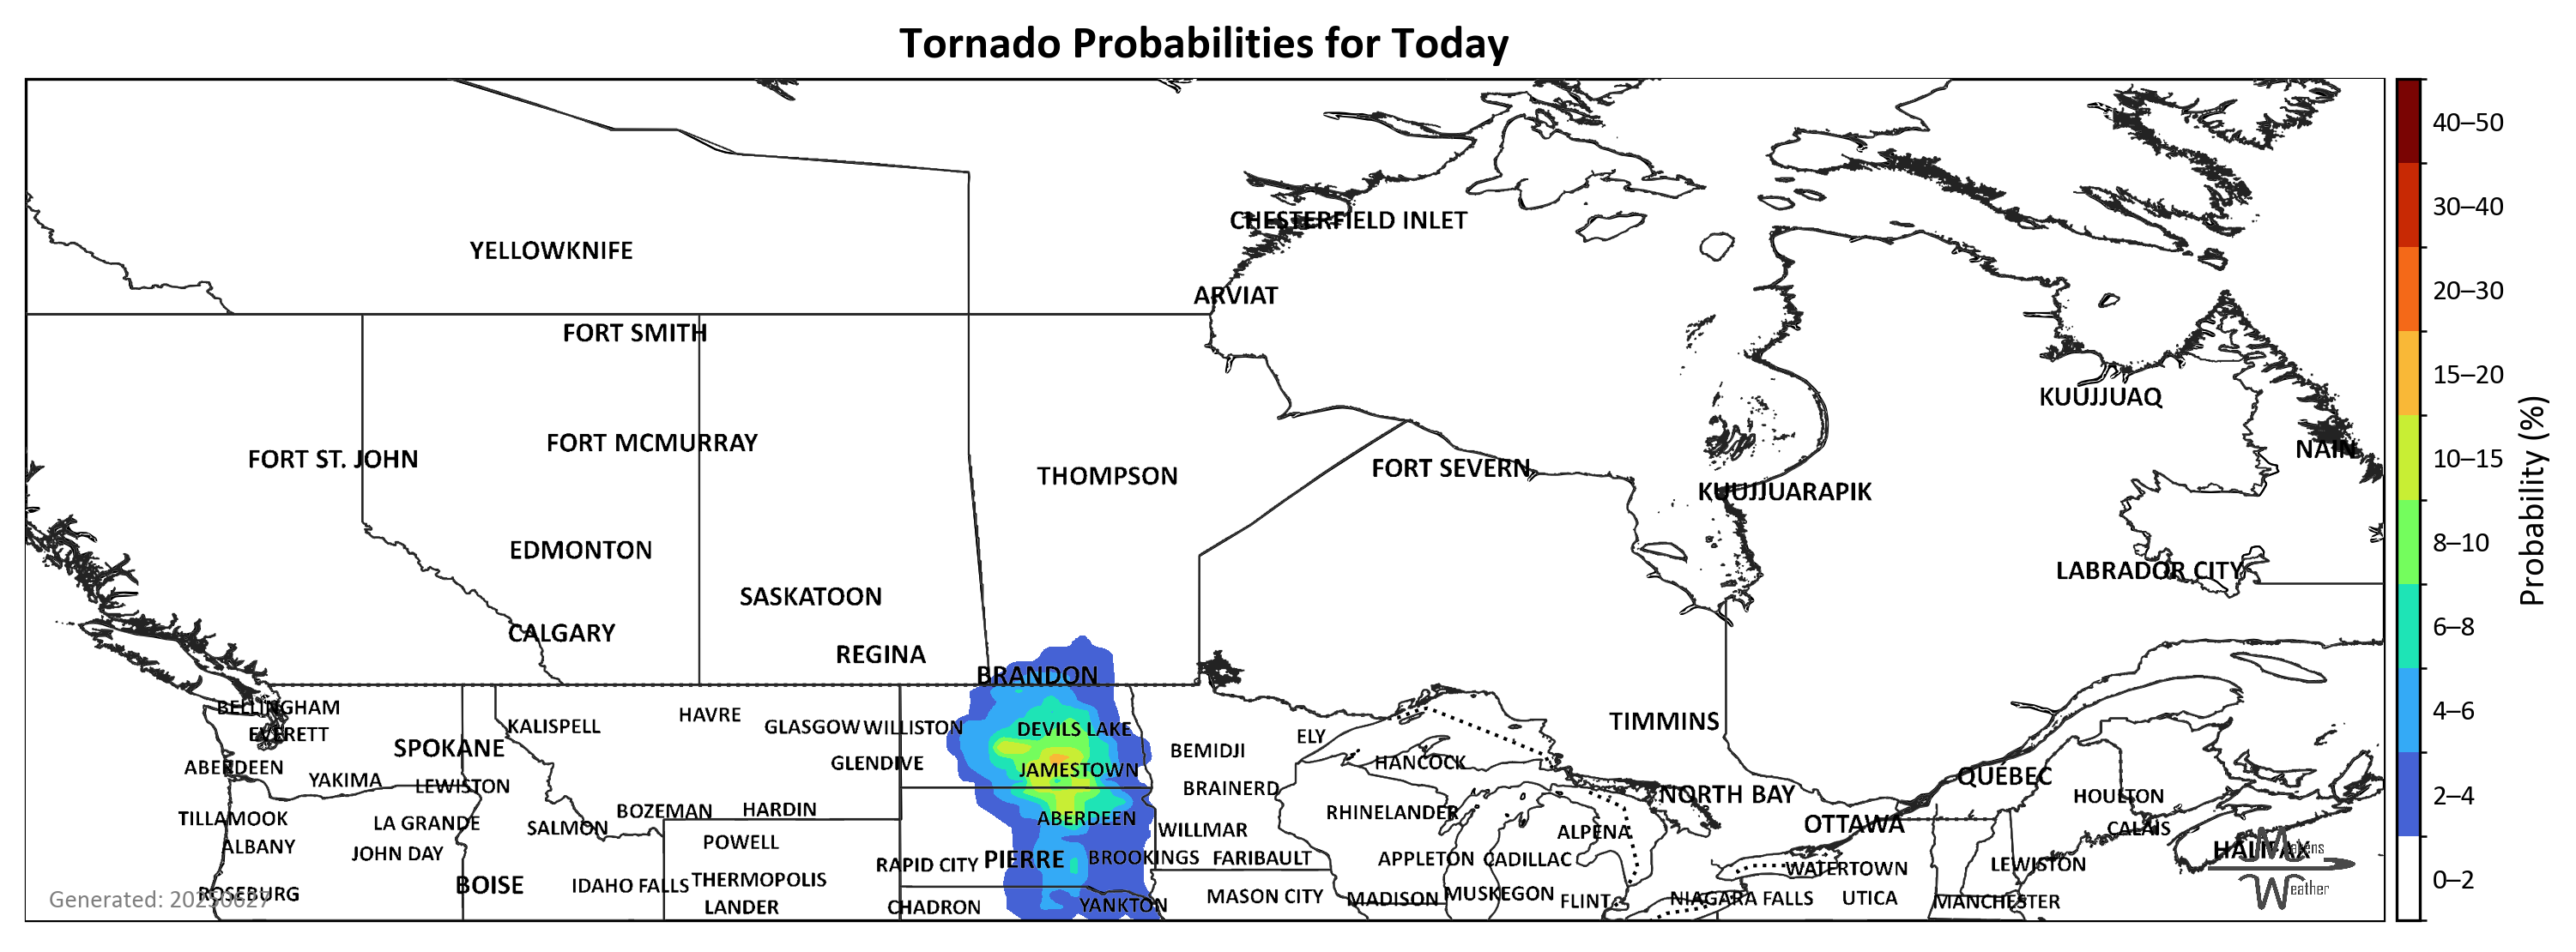 Tornado Probabilities for Today
CHESTERFIELD INLET
YELLOWKNIFE
ARVIAT
FORT SMITH
KUUJJUAQ
FORT MCMURRAY
NAIN
FORT ST. JOHN
FORT SEVERN
THOMPSON
KUUJJUARAPIK
EDMONTON
LABRADOR CITY
SASKATOON
CALGARY
REGINA
BRANDON
BELLINGHAM
HAVRE
TIMMINS
KALISPELL
GLASGOW
WILLISTON
DEVILS LAKE
EVERETT
ELY
SPOKANE
BEMIDJI
GLENDIVE
HANCOCK
ABERDEEN
JAMESTOWN
QUÉBEC
YAKIMA
LEWISTON
BRAINERD
NORTH BAY
HOULTON
BOZEMAN
HARDIN
RHINELANDER
TILLAMOOK
LA GRANDE
ABERDEEN
OTTAWA
SALMON
WILLMAR
ALPENA
CALAIS
ALBANY
JOHN DAY
POWELL
HALIFAX
RAPID CITY
PIERRE
BROOKINGS
FARIBAULT
APPLETON
CADILLAC
WATERTOWN
LEWISTON
BOISE
IDAHO FALLS
THERMOPOLIS
ROSEBURG
MASON CITY
MADISON
MUSKEGON
FLINT
NIAGARA FALLS
UTICA
MANCHESTER
LANDER
CHADRON
YANKTON
Weather
Generated: 20250627
40–50
30–40
20–30
15–20
10–15
8–10
6–8
4–6
2–4
0–2
Probability (%)